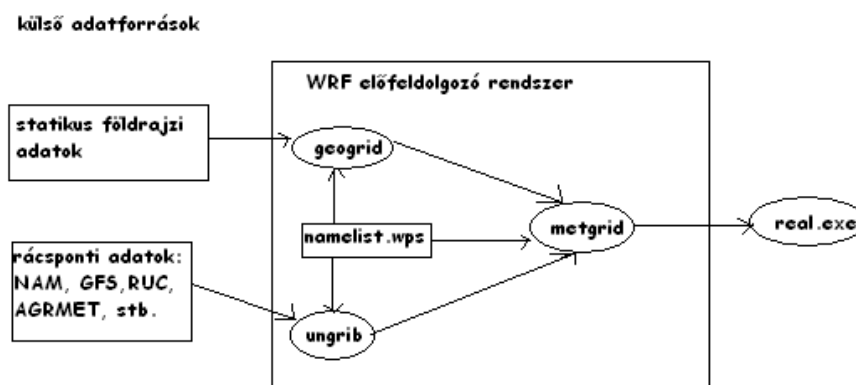 külső adatforrások
WRF előfeldolgozó rendszer
statikus földrajzi
adatok
geogrid
namelist.wps
metgrid
real.exe
rácsponti adatok:
NAM, GFS,RUC,
AGRMET, stb.
ungrib